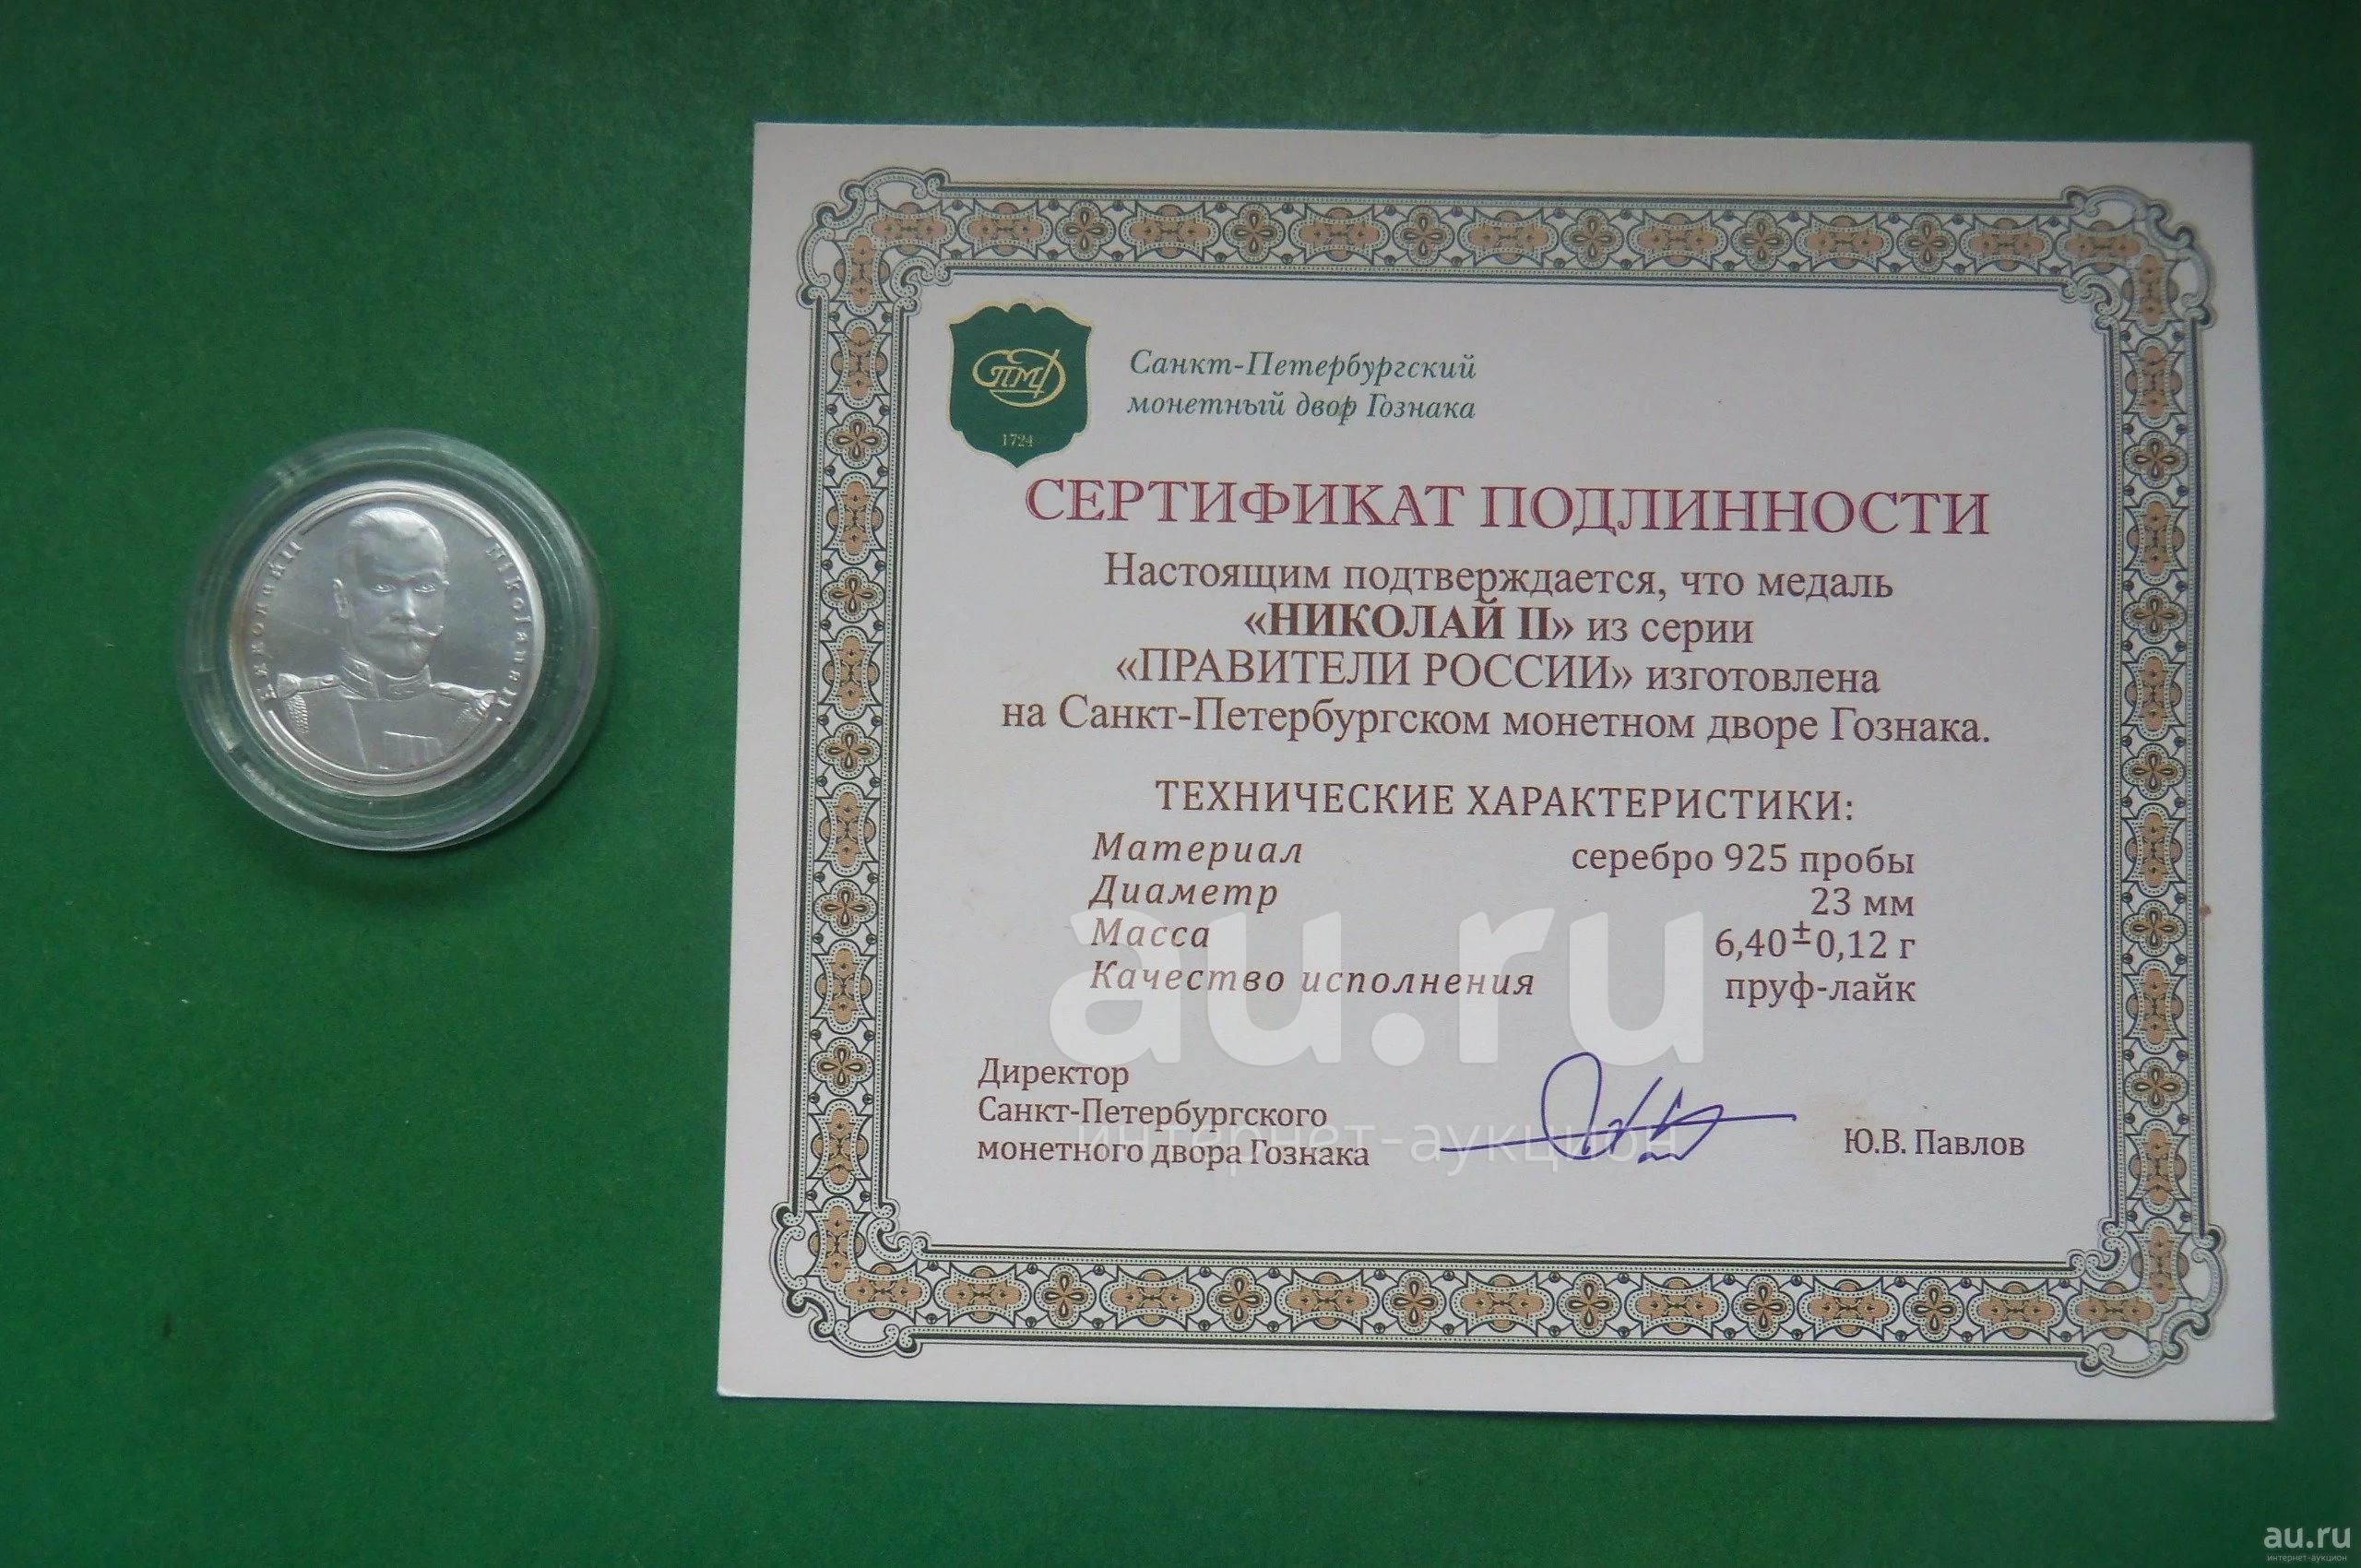 НиколайII
NikolaiII
СПМД
1724
Санкт-Петербургский
монетный двор Гознака
СЕРТИФИКАТ ПОДЛИННОСТИ
Настоящим подтверждается, что медаль
«НИКОЛАЙ II» из серии
«ПРАВИТЕЛИ РОССИИ» изготовлена
на Санкт-Петербургском монетном дворе Гознака.
ТЕХНИЧЕСКИЕ ХАРАКТЕРИСТИКИ:
Материал серебро 925 пробы
Диаметр 23 мм
Масса 6,40±0,12 г
Качество исполнения пруф-лайк
au.ru
интернет-аукцион
Директор
Санкт-Петербургского
монетного двора Гознака Ю.В. Павлов
au.ru
интернет-аукцион